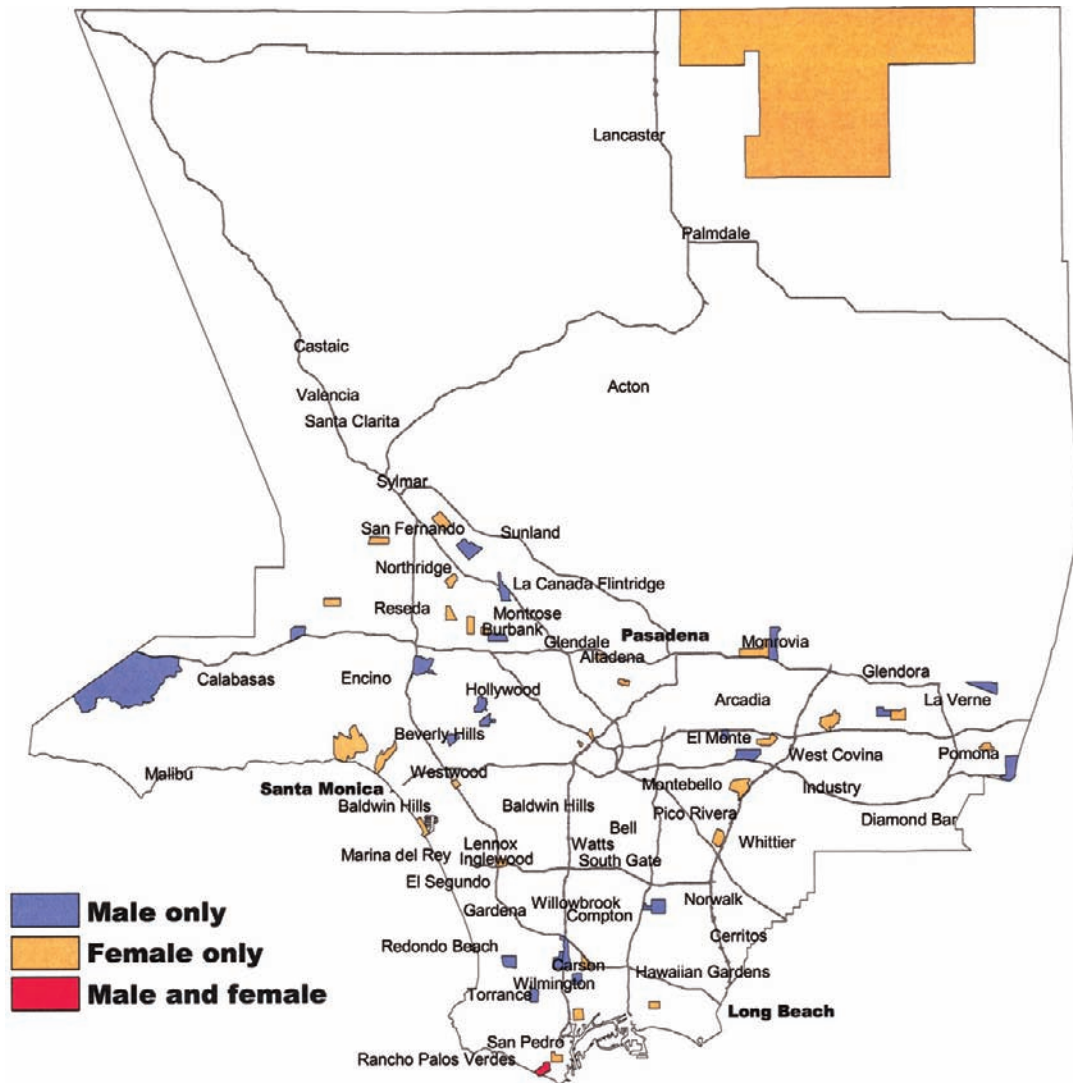 Lancaster
Palmdale
Castaic
Acton
Valencia
Santa Clarita
Sylmar
San Fernando
Sunland
Northridge
La Canada Flintridge
Reseda
Montrose
Burbank
Glendale
Pasadena
Monrovia
Altadena
Glendora
Calabasas
Encino
Hollywood
Arcadia
La Verne
Beverly Hills
El Monte
West Covina
Pomona
Malibu
Westwood
Santa Monica
Montebello
Industry
Baldwin Hills
Baldwin Hills
Pico Rivera
Diamond Bar
Bell
Lennox
Watts
Whittier
Marina del Rey
Inglewood
South Gate
El Segundo
Norwalk
Gardena
Willowbrook
Compton
Cerritos
Redondo Beach
Carson
Hawaiian Gardens
Wilmington
Torrance
Long Beach
San Pedro
Rancho Palos Verdes
Male only
Female only
Male and female